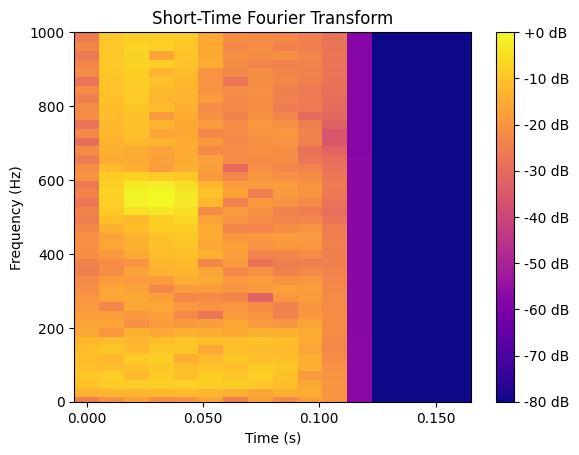 Short-Time Fourier Transform
Frequency (Hz)
1000
800
600
400
200
0
0.000
0.050
0.100
0.150
Time (s)
+0 dB
-10 dB
-20 dB
-30 dB
-40 dB
-50 dB
-60 dB
-70 dB
-80 dB